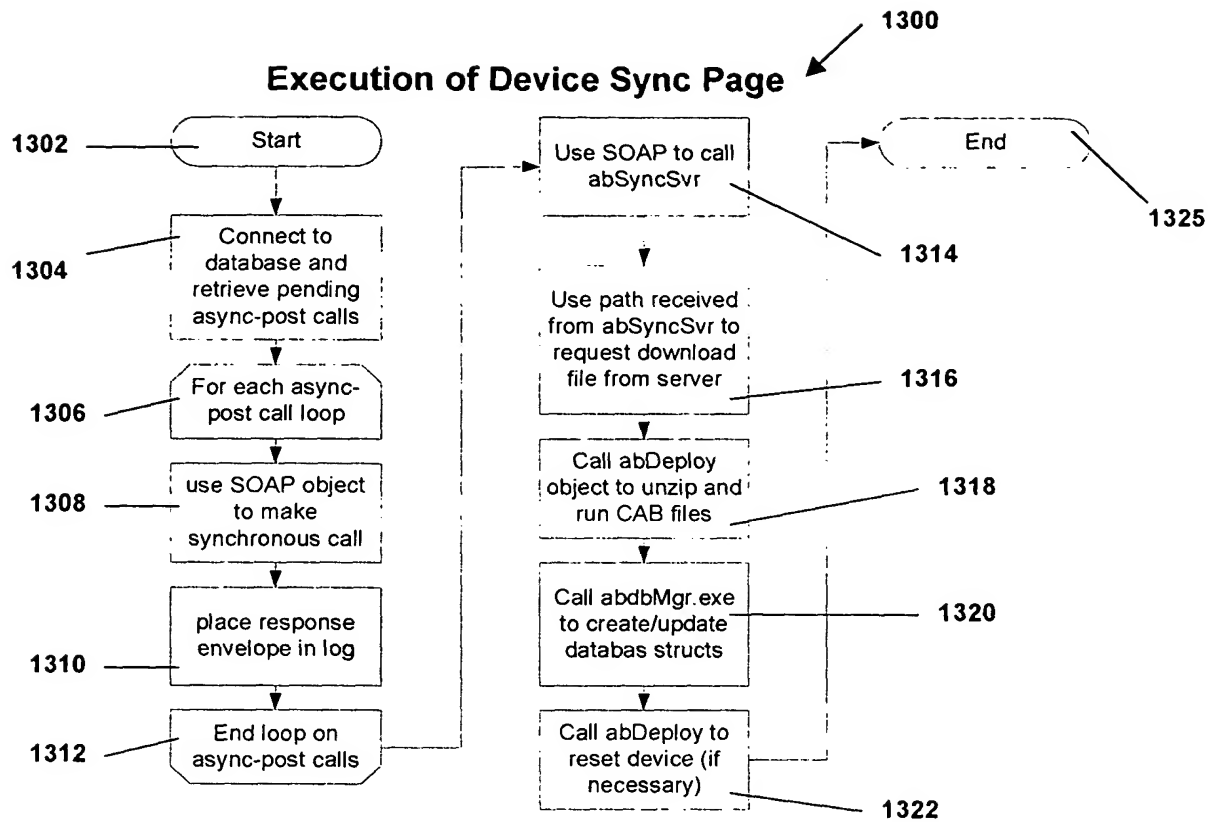 1300
Execution of Device Sync Page
1302
Start
1304
Connect to
database and
retrieve pending
async-post calls
1306
For each async-
post call loop
1308
use SOAP object
to make
synchronous call
1310
place response
envelope in log
1312
End loop on
async-post calls
Use SOAP to call
abSyncSvr
1314
Use path received
from abSyncSvr to
request download
file from server
1316
Call abDeploy
object to unzip and
run CAB files
1318
Call abdbMgr.exe
to create/update
databas structs
1320
Call abDeploy to
reset device (if
necessary)
1322
End
1325